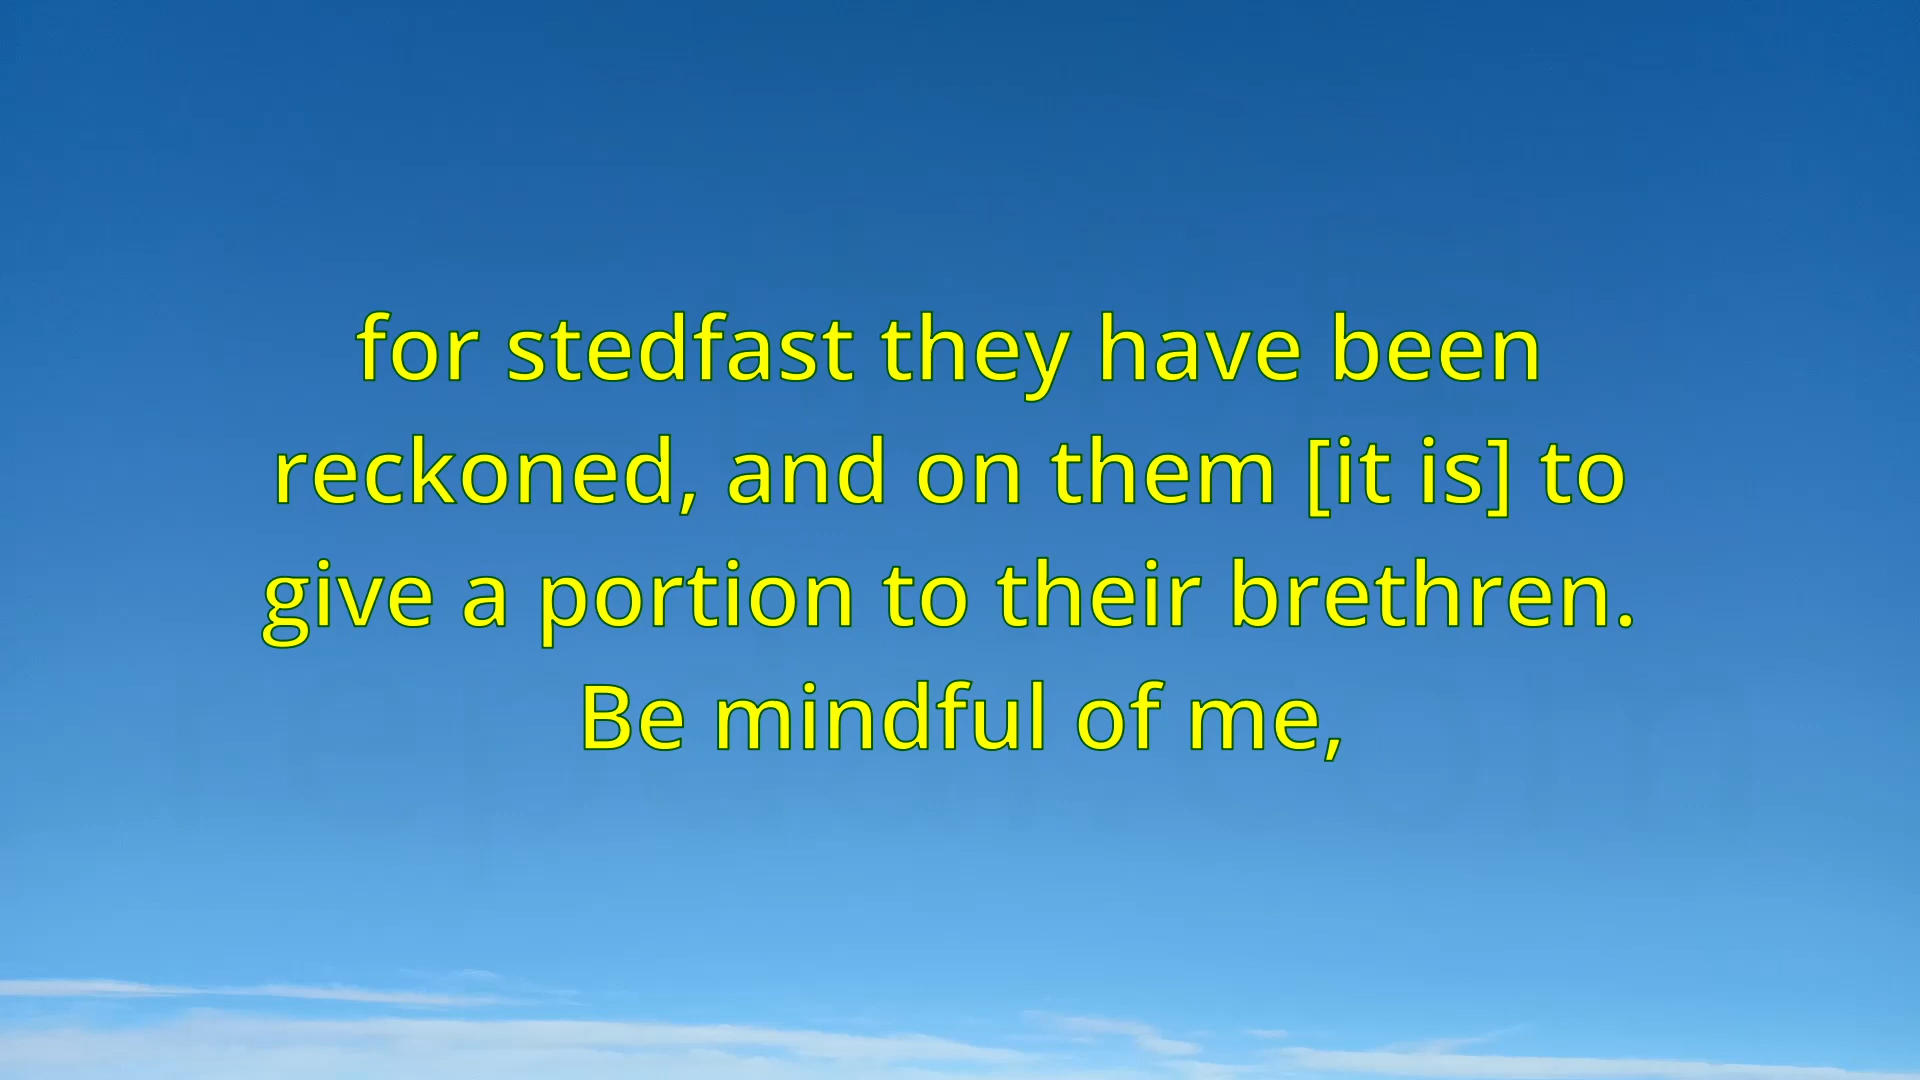 for stedfast they have been
reckoned, and on them [it is] to
give a portion to their brethren.
Be mindful of me,